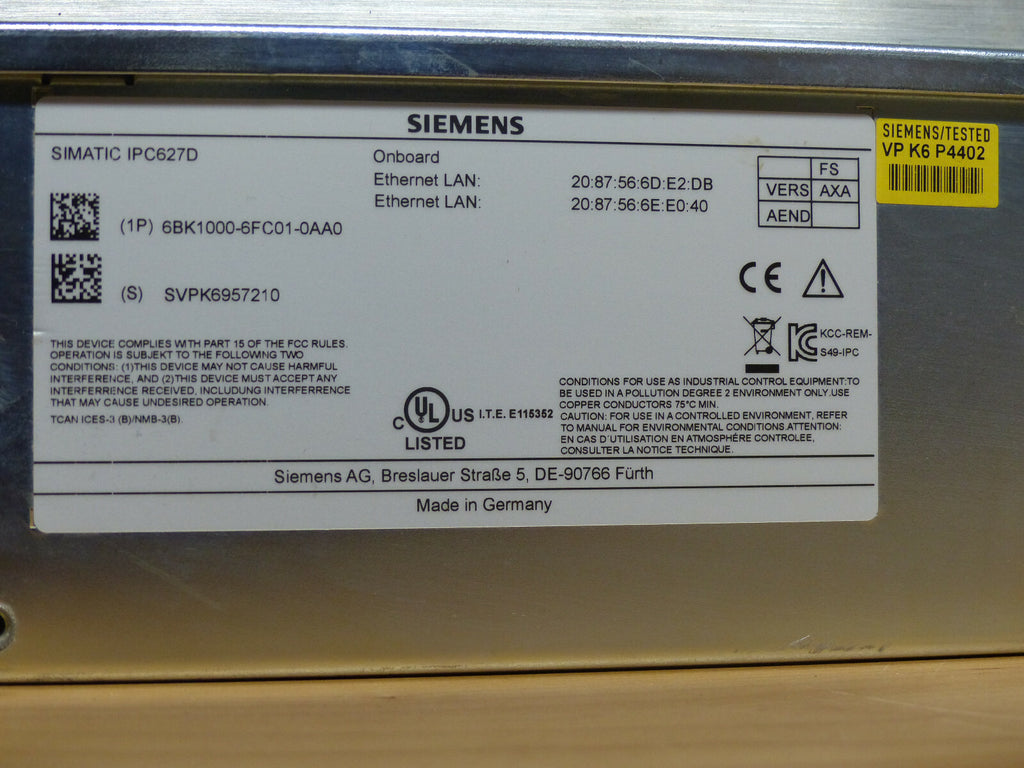 SIEMENS
SIMATIC IPC627D
Onboard
Ethernet LAN: 20:87:56:6D:E2:DB
Ethernet LAN: 20:87:56:6E:E0:40
FS
VERS AXA
AEND
SIEMENS/TESTED
VP K6 P4402
(1P) 6BK1000-6FC01-0AA0
(S) SVPK6957210
CE
KCC-REM-
S49-IPC
THIS DEVICE COMPLIES WITH PART 15 OF THE FCC RULES.
OPERATION IS SUBJEKT TO THE FOLLOWING TWO
CONDITIONS: (1)THIS DEVICE MAY NOT CAUSE HARMFUL
INTERFERENCE, AND (2)THIS DEVICE MUST ACCEPT ANY
INTERFERRENCE RECEIVED, INCLUDUNG INTERFERENCE
THAT MAY CAUSE UNDESIRED OPERATION.
TCAN ICES-3 (B)/NMB-3(B)
C UL US I.T.E. E115352
LISTED
CONDITIONS FOR USE AS INDUSTRIAL CONTROL EQUIPMENT:TO
BE USED IN A POLLUTION DEGREE 2 ENVIRONMENT ONLY.USE
COPPER CONDUCTORS 75°C MIN.
CAUTION: FOR USE IN A CONTROLLED ENVIRONMENT, REFER
TO MANUAL FOR ENVIRONMENTAL CONDITIONS.ATTENTION:
EN CAS D'UTILISATION EN ATMOSPHÉRE CONTROLEE,
CONSULTER LA NOTICE TECHNIQUE.
Siemens AG, Breslauer Straße 5, DE-90766 Fürth
Made in Germany